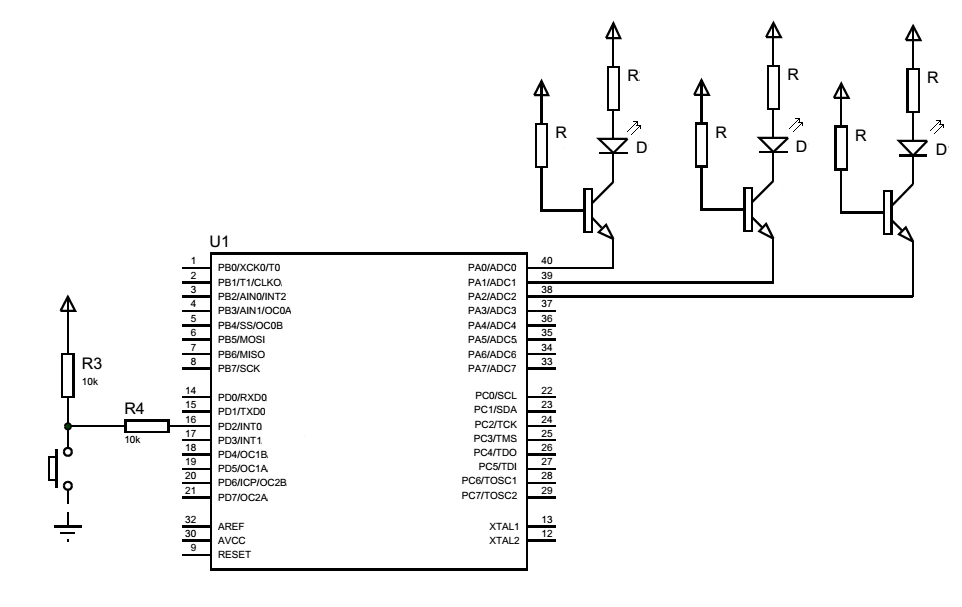 R
R
R
R
D
R
D
R
D
U1
1 PB0/XCK0/T0
2 PB1/T1/CLKO
3 PB2/AIN0/INT2
4 PB3/AIN1/OC0A
5 PB4/SS/OC0B
6 PB5/MOSI
7 PB6/MISO
8 PB7/SCK
PA0/ADC0 40
PA1/ADC1 39
PA2/ADC2 38
PA3/ADC3 37
PA4/ADC4 36
PA5/ADC5 35
PA6/ADC6 34
PA7/ADC7 33
R3
10k
R4
10k
14 PD0/RXD0
15 PD1/TXD0
16 PD2/INT0
17 PD3/INT1
18 PD4/OC1B
19 PD5/OC1A
20 PD6/ICP/OC2B
21 PD7/OC2A
PC0/SCL 22
PC1/SDA 23
PC2/TCK 24
PC3/TMS 25
PC4/TDO 26
PC5/TDI 27
PC6/TOSC1 28
PC7/TOSC2 29
32 AREF
30 AVCC
9 RESET
XTAL1 13
XTAL2 12